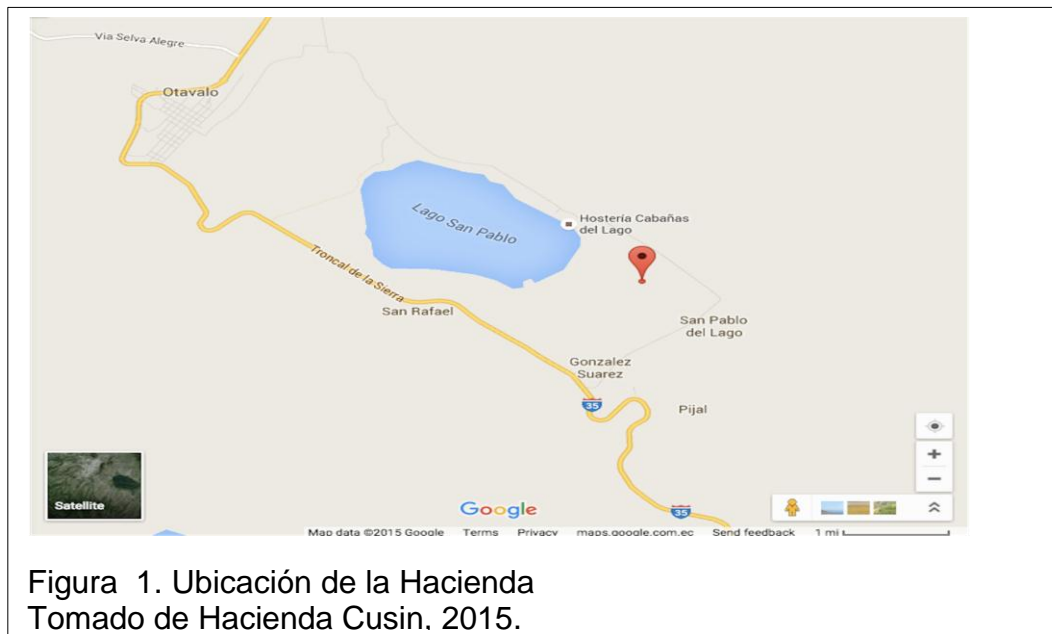 Via Selva Alegre
Otavalo
Lago San Pablo
Hostería Cabañas
del Lago
Troncal de la Sierra
San Rafael
San Pablo
del Lago
Gonzalez
Suarez
35
Pijal
Satellite
Google
35
Map data ©2015 Google Terms Privacy maps.google.com.ec Send feedback 1 mi
Figura 1. Ubicación de la Hacienda
Tomado de Hacienda Cusin, 2015.